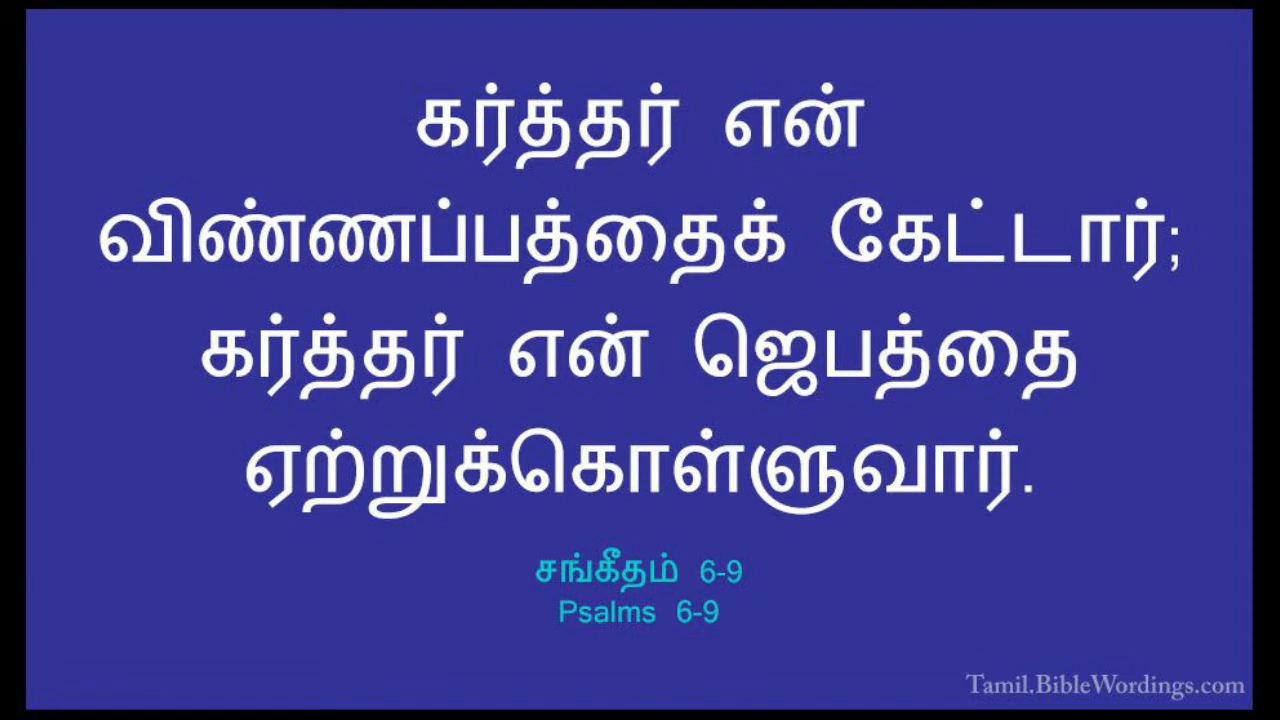 கர்த்தர் என்
விண்ணப்பத்தைக் கேட்டார்;
கர்த்தர் என் ஜெபத்தை
ஏற்றுக்கொள்ளுவார்.
சங்கீதம் 6-9
Psalms 6-9
Tamil.BibleWordings.com